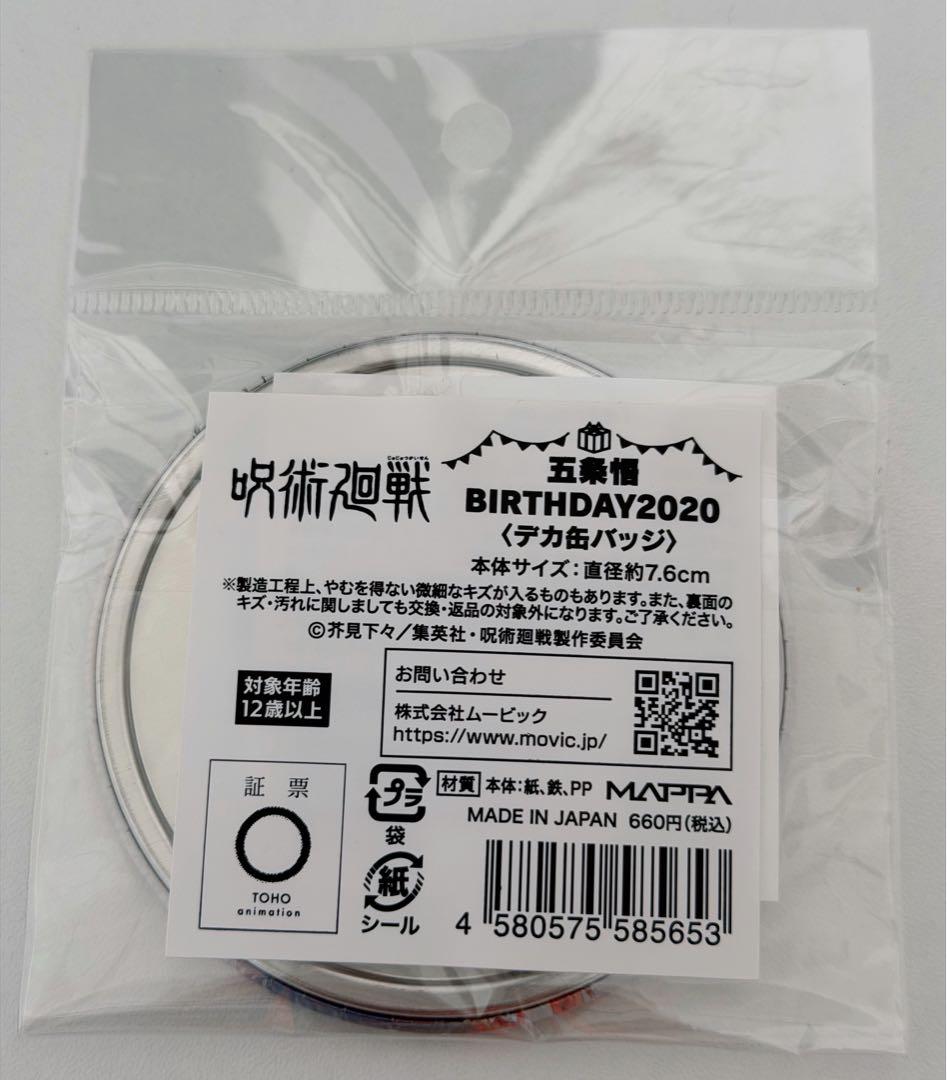 じゅじゅつかいせん
呪術廻戦
五条悟
BIRTHDAY2020
〈デカ缶バッジ〉
本体サイズ：直径約7.6cm
※製造工程上、やむを得ない微細なキズが入るものもあります。また、裏面の
キズ・汚れに関しましても交換・返品の対象外になります。ご了承ください。
©芥見下々／集英社・呪術廻戦製作委員会
対象年齢
12歳以上
お問い合わせ
株式会社ムービック
https://www.movic.jp/
証 票
TOHO
animation
プラ
袋
紙
シール
材質 本体：紙、鉄、PP MAPPA
MADE IN JAPAN 660円（税込）
4 580575 585653